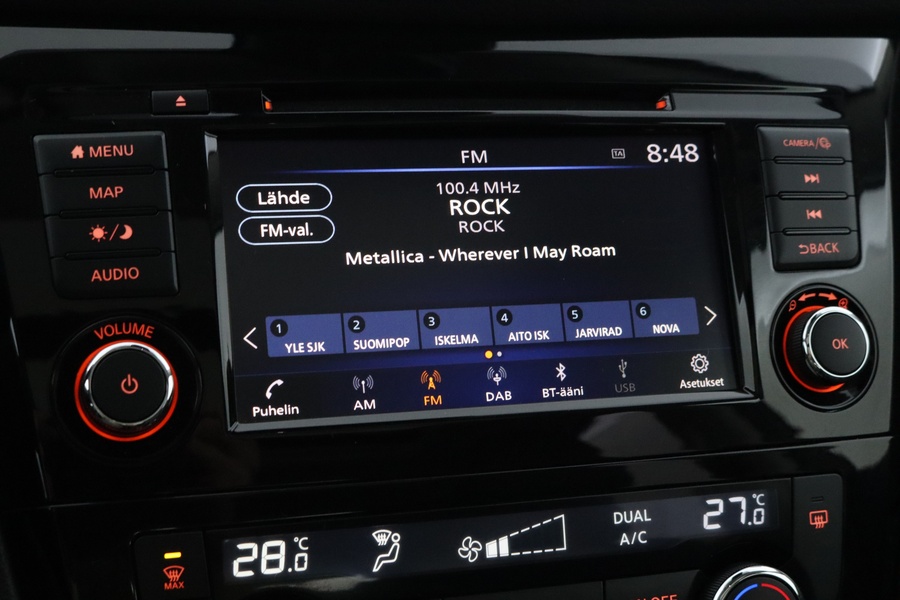 MENU
MAP
AUDIO
VOLUME
FM
TA
8:48
Lähde
FM-val.
100.4 MHz
ROCK
ROCK
Metallica - Wherever I May Roam
1 YLE SJK
2 SUOMIPOP
3 ISKELMA
4 AITO ISK
5 JARVIRAD
6 NOVA
Puhelin
AM
FM
DAB
BT-ääni
USB
Asetukset
CAMERA/
BACK
OK
MAX
28.0°C
DUAL
A/C
27.0°C